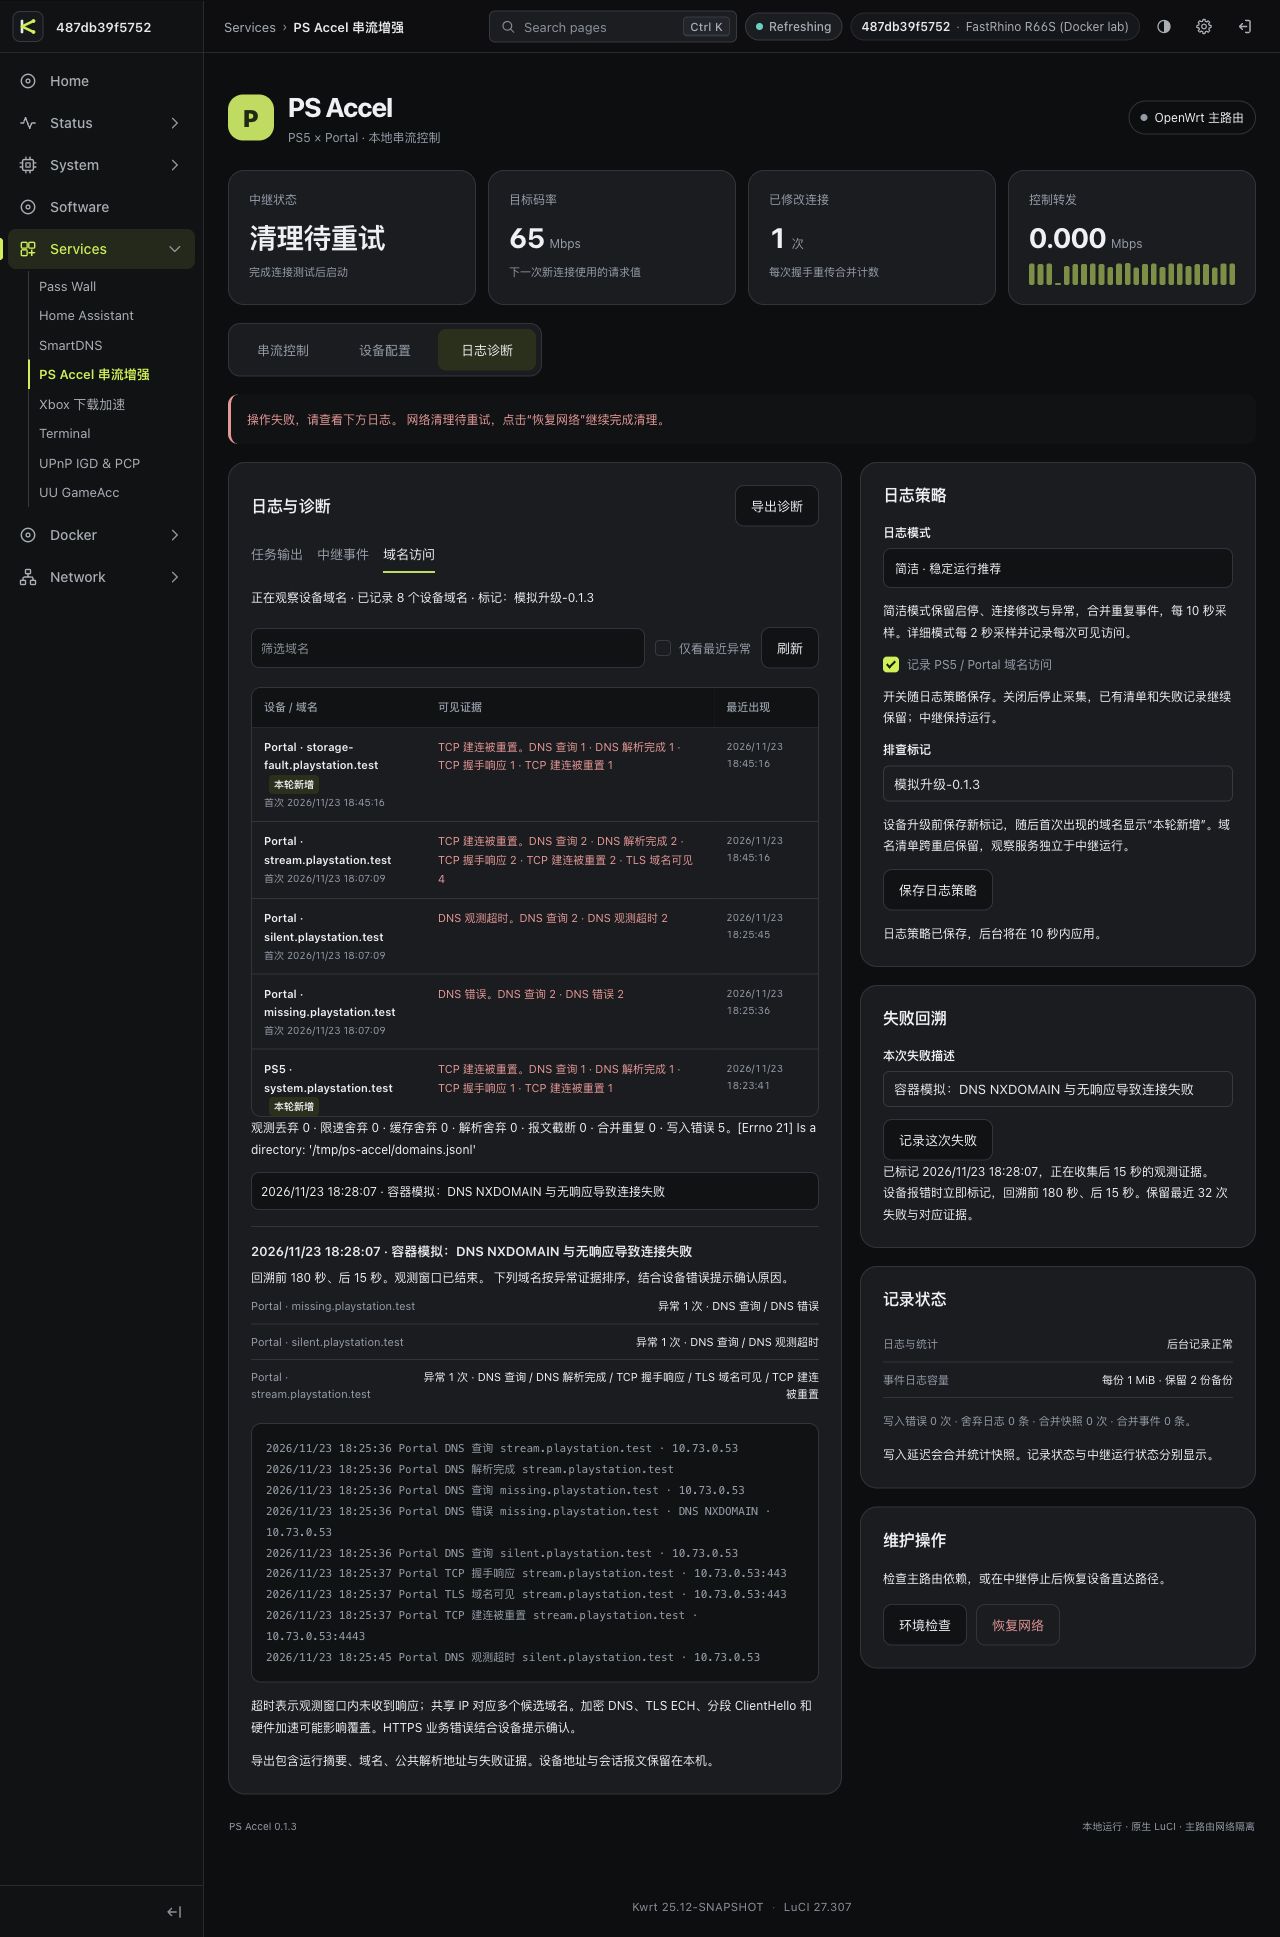 487db39f5752
Services › PS Accel 串流增强
Search pages
Ctrl K
Refreshing
487db39f5752 · FastRhino R66S (Docker lab)
Home
Status
System
Software
Services
Pass Wall
Home Assistant
SmartDNS
PS Accel 串流增强
Xbox 下载加速
Terminal
UPnP IGD & PCP
UU GameAcc
Docker
Network
P
PS Accel
PS5 × Portal · 本地串流控制
OpenWrt 主路由
中继状态
清理待重试
完成连接测试后启动
目标码率
65 Mbps
下一次新连接使用的请求值
已修改连接
1 次
每次握手重传合并计数
控制转发
0.000 Mbps
串流控制
设备配置
日志诊断
操作失败，请查看下方日志。 网络清理待重试，点击“恢复网络”继续完成清理。
日志与诊断
导出诊断
任务输出
中继事件
域名访问
正在观察设备域名 · 已记录 8 个设备域名 · 标记：模拟升级-0.1.3
筛选域名
仅看最近异常
刷新
设备 / 域名
可见证据
最近出现
Portal · storage-
fault.playstation.test
本轮新增
首次 2026/11/23 18:45:16
TCP 建连被重置。DNS 查询 1 · DNS 解析完成 1 ·
TCP 握手响应 1 · TCP 建连被重置 1
2026/11/23
18:45:16
Portal ·
stream.playstation.test
首次 2026/11/23 18:07:09
TCP 建连被重置。DNS 查询 2 · DNS 解析完成 2 ·
TCP 握手响应 2 · TCP 建连被重置 2 · TLS 域名可见
4
2026/11/23
18:45:16
Portal ·
silent.playstation.test
首次 2026/11/23 18:07:09
DNS 观测超时。DNS 查询 2 · DNS 观测超时 2
2026/11/23
18:25:45
Portal ·
missing.playstation.test
首次 2026/11/23 18:07:09
DNS 错误。DNS 查询 2 · DNS 错误 2
2026/11/23
18:25:36
PS5 ·
system.playstation.test
本轮新增
TCP 建连被重置。DNS 查询 1 · DNS 解析完成 1 ·
TCP 握手响应 1 · TCP 建连被重置 1
2026/11/23
18:23:41
观测丢弃 0 · 限速舍弃 0 · 缓存舍弃 0 · 解析舍弃 0 · 报文截断 0 · 合并重复 0 · 写入错误 5。[Errno 21] Is a
directory: '/tmp/ps-accel/domains.jsonl'
2026/11/23 18:28:07 · 容器模拟：DNS NXDOMAIN 与无响应导致连接失败
2026/11/23 18:28:07 · 容器模拟：DNS NXDOMAIN 与无响应导致连接失败
回溯前 180 秒、后 15 秒。观测窗口已结束。 下列域名按异常证据排序，结合设备错误提示确认原因。
Portal · missing.playstation.test
异常 1 次 · DNS 查询 / DNS 错误
Portal · silent.playstation.test
异常 1 次 · DNS 查询 / DNS 观测超时
Portal ·
stream.playstation.test
异常 1 次 · DNS 查询 / DNS 解析完成 / TCP 握手响应 / TLS 域名可见 / TCP 建连
被重置
2026/11/23 18:25:36 Portal DNS 查询 stream.playstation.test · 10.73.0.53
2026/11/23 18:25:36 Portal DNS 解析完成 stream.playstation.test
2026/11/23 18:25:36 Portal DNS 查询 missing.playstation.test · 10.73.0.53
2026/11/23 18:25:36 Portal DNS 错误 missing.playstation.test · DNS NXDOMAIN ·
10.73.0.53
2026/11/23 18:25:36 Portal DNS 查询 silent.playstation.test · 10.73.0.53
2026/11/23 18:25:37 Portal TCP 握手响应 stream.playstation.test · 10.73.0.53:443
2026/11/23 18:25:37 Portal TLS 域名可见 stream.playstation.test · 10.73.0.53:443
2026/11/23 18:25:37 Portal TCP 建连被重置 stream.playstation.test ·
10.73.0.53:4443
2026/11/23 18:25:45 Portal DNS 观测超时 silent.playstation.test · 10.73.0.53
超时表示观测窗口内未收到响应；共享 IP 对应多个候选域名。加密 DNS、TLS ECH、分段 ClientHello 和
硬件加速可能影响覆盖。HTTPS 业务错误结合设备提示确认。
导出包含运行摘要、域名、公共解析地址与失败证据。设备地址与会话报文保留在本机。
日志策略
日志模式
简洁 · 稳定运行推荐
简洁模式保留启停、连接修改与异常，合并重复事件，每 10 秒采
样。详细模式每 2 秒采样并记录每次可见访问。
记录 PS5 / Portal 域名访问
开关随日志策略保存。关闭后停止采集，已有清单和失败记录继续
保留；中继保持运行。
排查标记
模拟升级-0.1.3
设备升级前保存新标记，随后首次出现的域名显示“本轮新增”。域
名清单跨重启保留，观察服务独立于中继运行。
保存日志策略
日志策略已保存，后台将在 10 秒内应用。
失败回溯
本次失败描述
容器模拟：DNS NXDOMAIN 与无响应导致连接失败
记录这次失败
已标记 2026/11/23 18:28:07，正在收集后 15 秒的观测证据。
设备报错时立即标记，回溯前 180 秒、后 15 秒。保留最近 32 次
失败与对应证据。
记录状态
日志与统计
后台记录正常
事件日志容量
每份 1 MiB · 保留 2 份备份
写入错误 0 次 · 舍弃日志 0 条 · 合并快照 0 次 · 合并事件 0 条。
写入延迟会合并统计快照。记录状态与中继运行状态分别显示。
维护操作
检查主路由依赖，或在中继停止后恢复设备直达路径。
环境检查
恢复网络
PS Accel 0.1.3
本地运行 · 原生 LuCI · 主路由网络隔离
Kwrt 25.12-SNAPSHOT · LuCI 27.307